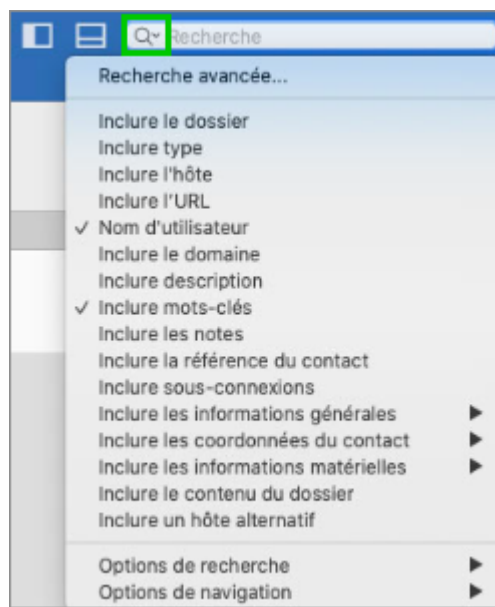 Recherche
Recherche avancée...
Inclure le dossier
Inclure type
Inclure l'hôte
Inclure l'URL
✓ Nom d'utilisateur
Inclure le domaine
Inclure description
✓ Inclure mots-clés
Inclure les notes
Inclure la référence du contact
Inclure sous-connexions
Inclure les informations générales
Inclure les coordonnées du contact
Inclure les informations matérielles
Inclure le contenu du dossier
Inclure un hôte alternatif
Options de recherche
Options de navigation